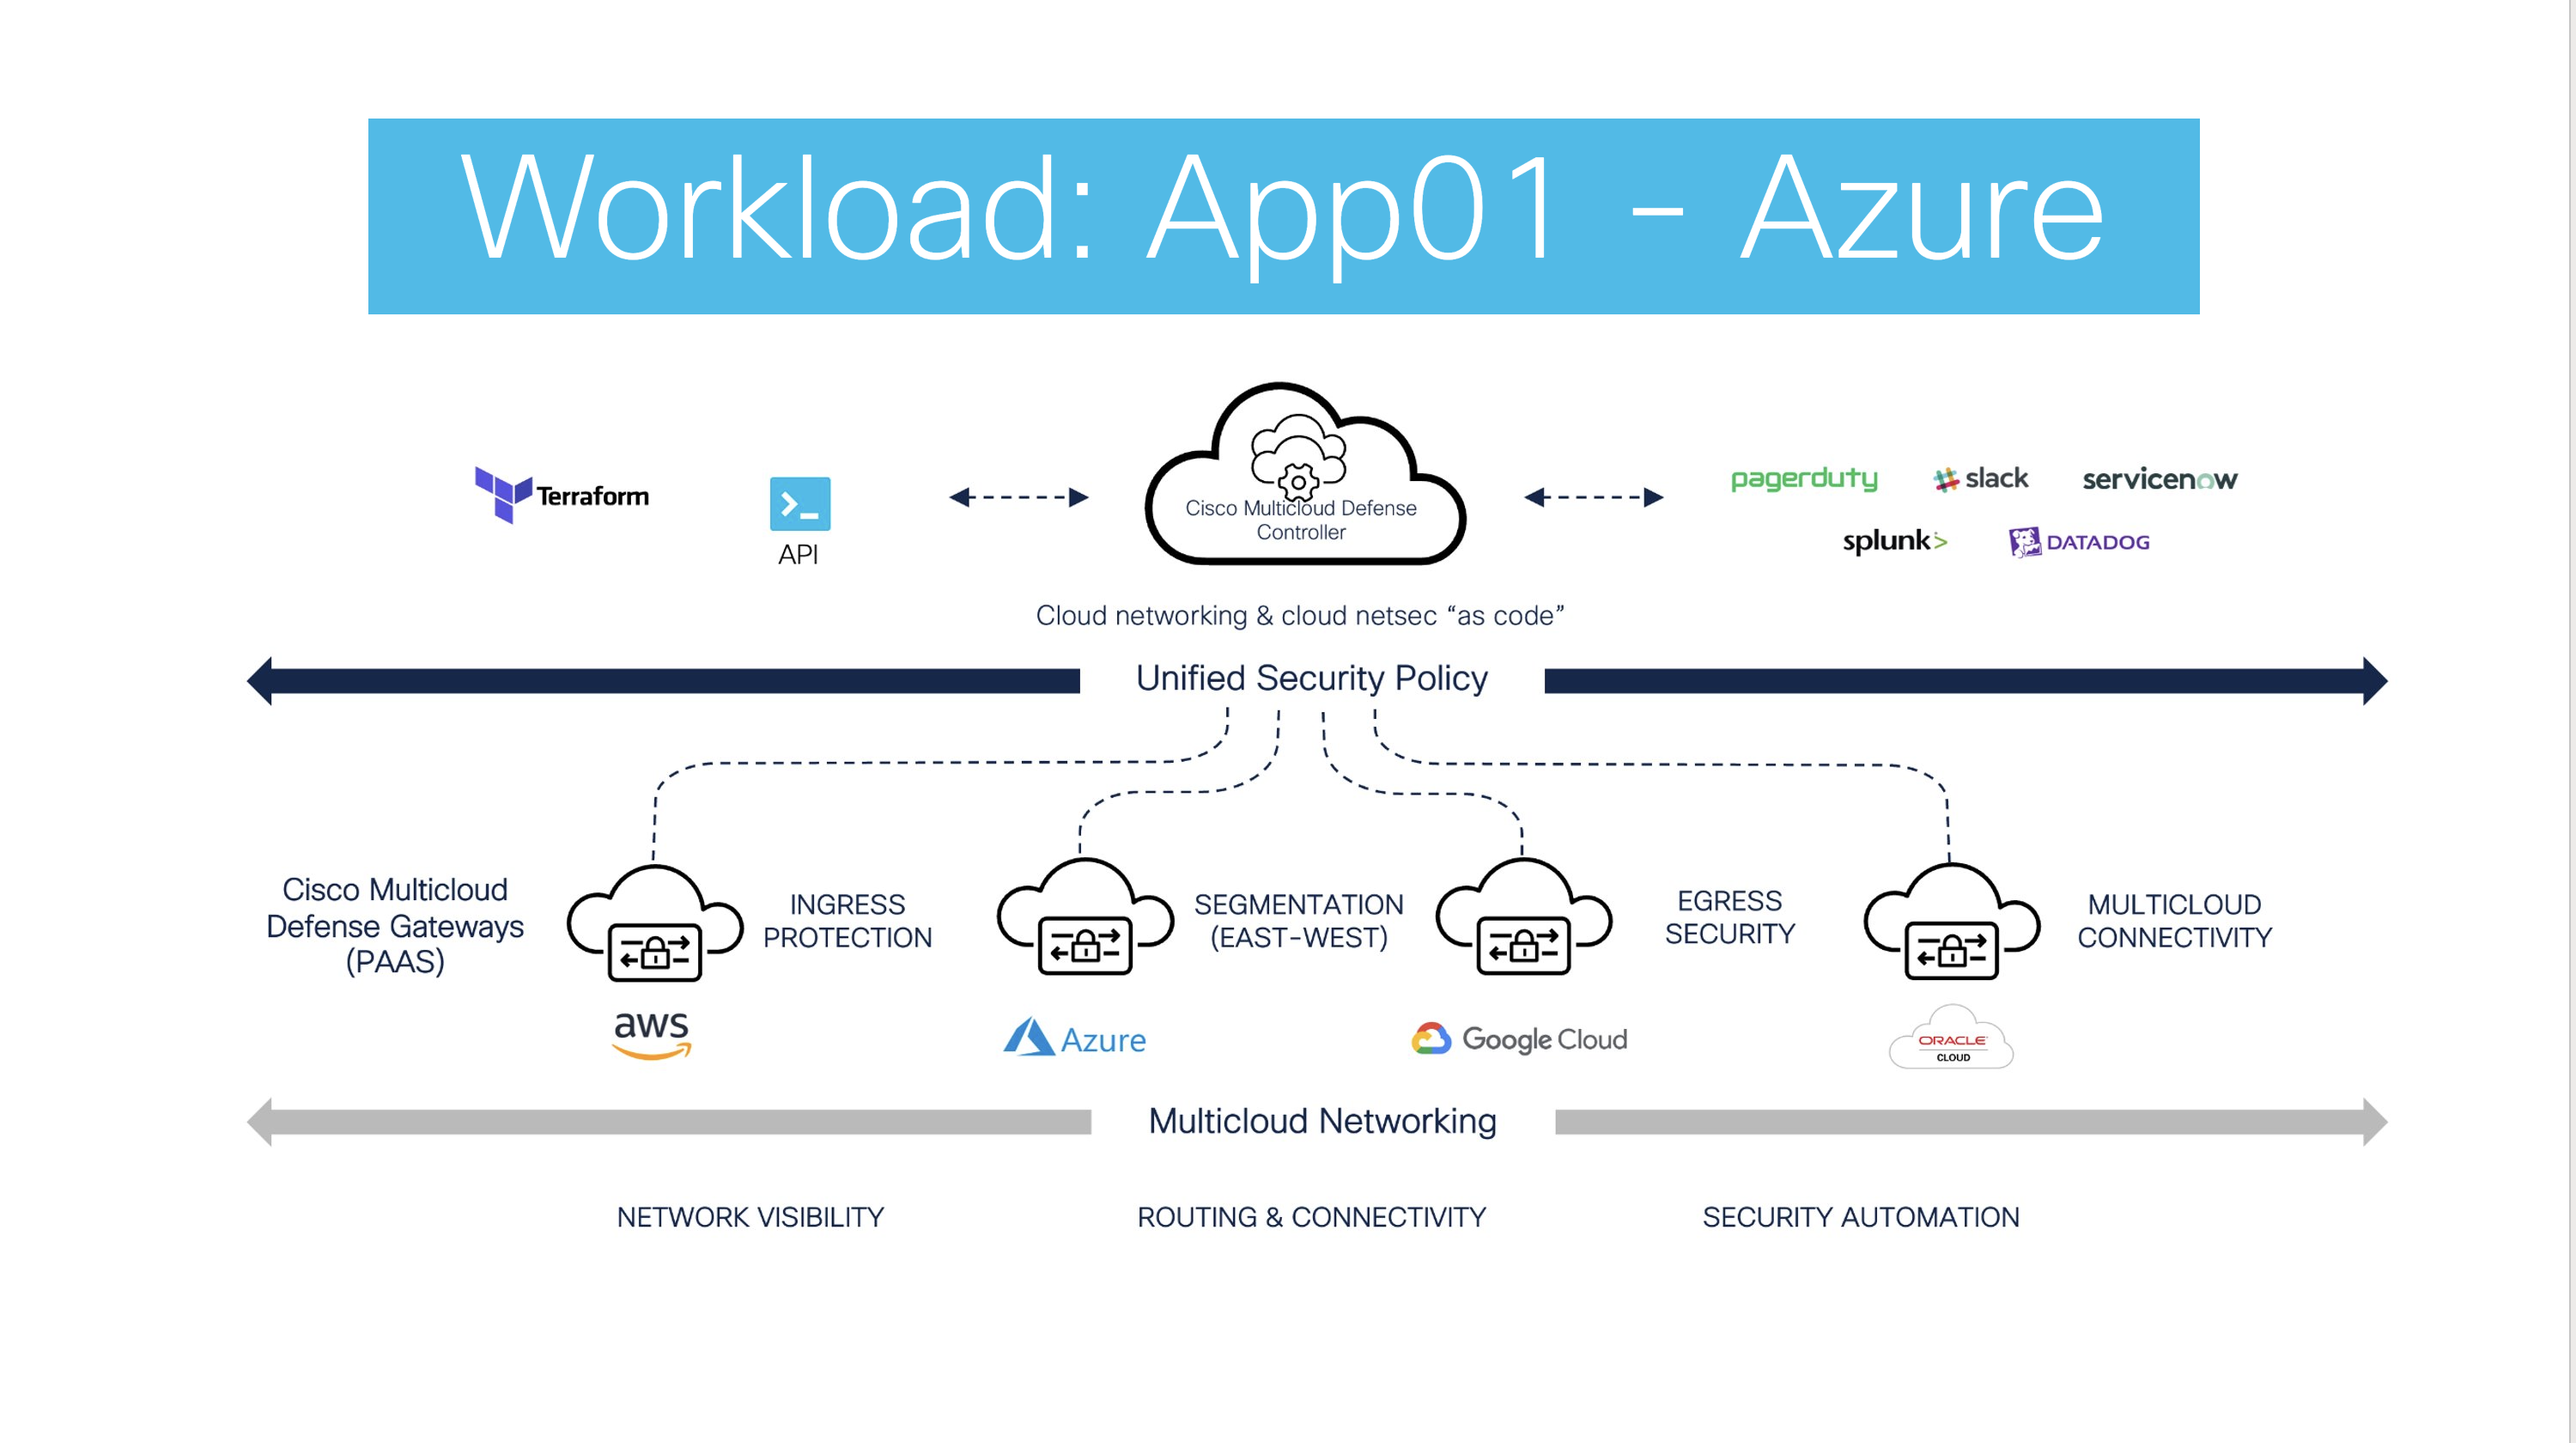 Workload: App01 - Azure
Terraform
API
Cisco Multicloud Defense
Controller
pagerduty
slack
servicenow
splunk>
DATADOG
Cloud networking & cloud netsec “as code”
Unified Security Policy
Cisco Multicloud
Defense Gateways
(PAAS)
INGRESS
PROTECTION
SEGMENTATION
(EAST-WEST)
EGRESS
SECURITY
MULTICLOUD
CONNECTIVITY
aws
Azure
Google Cloud
ORACLE
CLOUD
Multicloud Networking
NETWORK VISIBILITY
ROUTING & CONNECTIVITY
SECURITY AUTOMATION